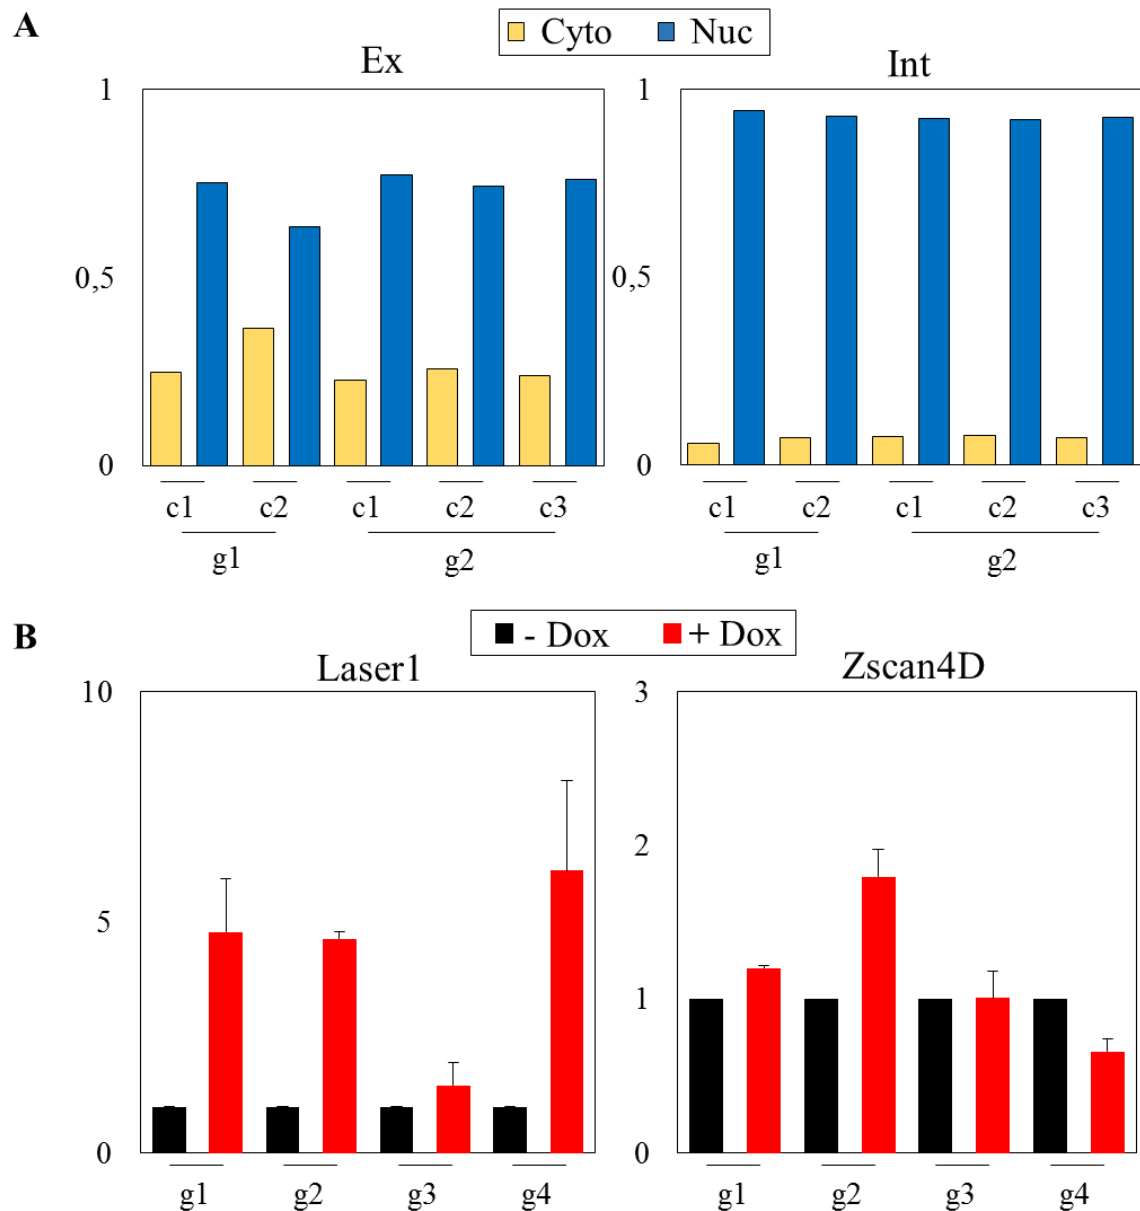 A
Cyto Nuc
Ex Int
1 1
0,5 0,5
0 0
c1 c2 c1 c2 c3 c1 c2 c1 c2 c3
g1 g2 g1 g2
B
- Dox + Dox
Laser1 Zscan4D
10 3
2
5
1
0 0
g1 g2 g3 g4 g1 g2 g3 g4